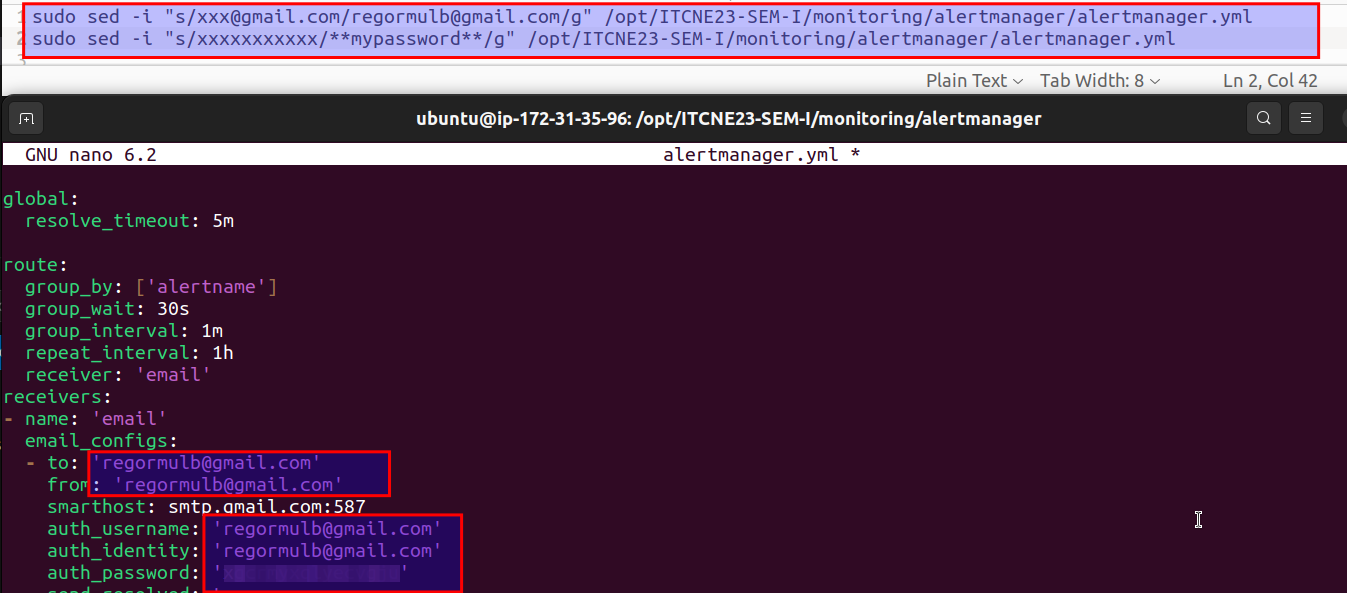 1 sudo sed -i "s/xxx@gmail.com/regormulb@gmail.com/g" /opt/ITCNE23-SEM-I/monitoring/alertmanager/alertmanager.yml
2 sudo sed -i "s/xxxxxxxxxxx/**mypassword**/g" /opt/ITCNE23-SEM-I/monitoring/alertmanager/alertmanager.yml
3
Plain Text Tab Width: 8 Ln 2, Col 42
ubuntu@ip-172-31-35-96: /opt/ITCNE23-SEM-I/monitoring/alertmanager
GNU nano 6.2 alertmanager.yml *
global:
resolve_timeout: 5m
route:
group_by: ['alertname']
group_wait: 30s
group_interval: 1m
repeat_interval: 1h
receiver: 'email'
receivers:
- name: 'email'
email_configs:
- to: 'regormulb@gmail.com'
from: 'regormulb@gmail.com'
smarthost: smtp.gmail.com:587
auth_username: 'regormulb@gmail.com'
auth_identity: 'regormulb@gmail.com'
auth_password: ' '
send_resolved: